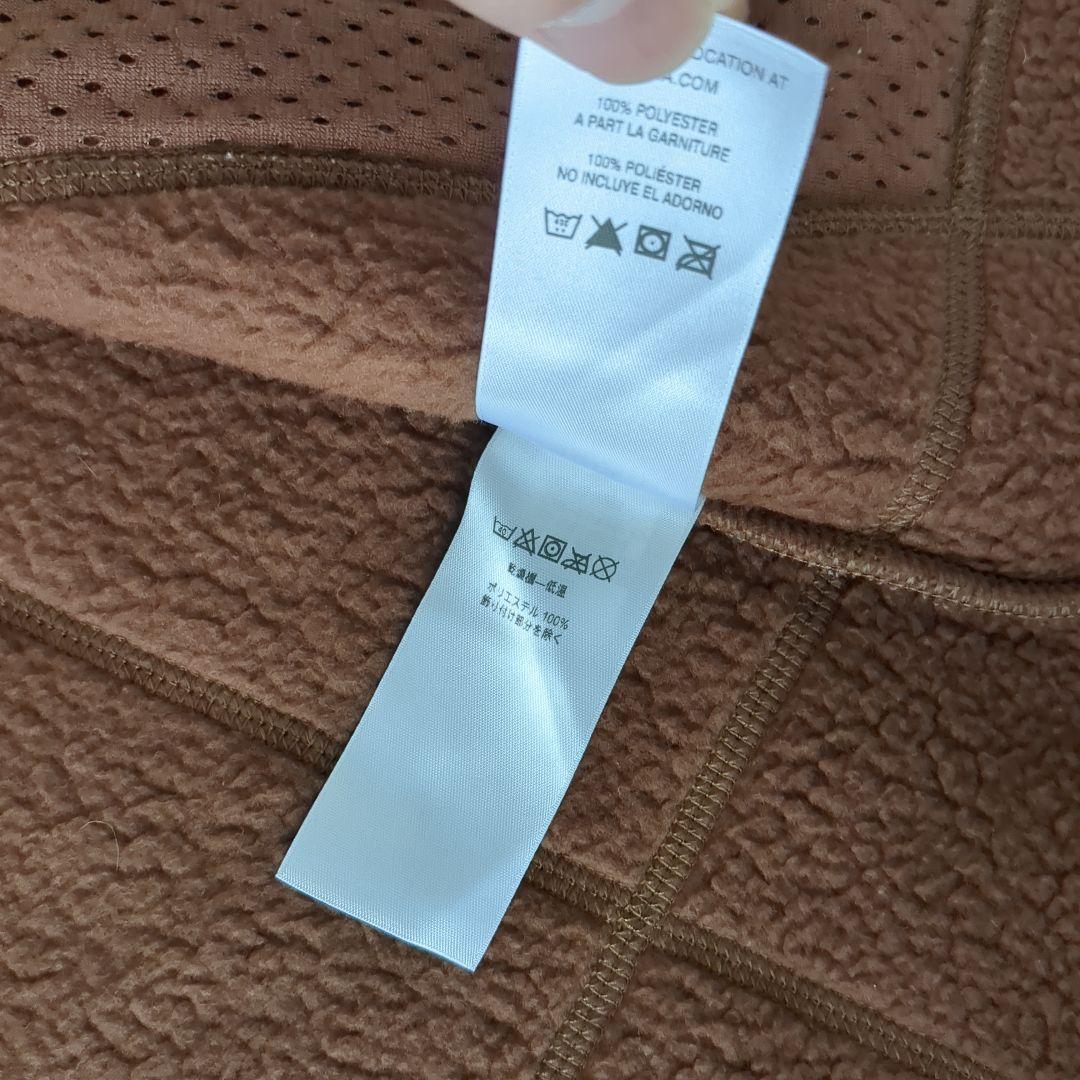 OCATION AT
A.COM
100% POLYESTER
A PART LA GARNITURE
100% POLIÉSTER
NO INCLUYE EL ADORNO
40
乾燥機―低温
ポリエステル 100%
飾り付け部分を除く